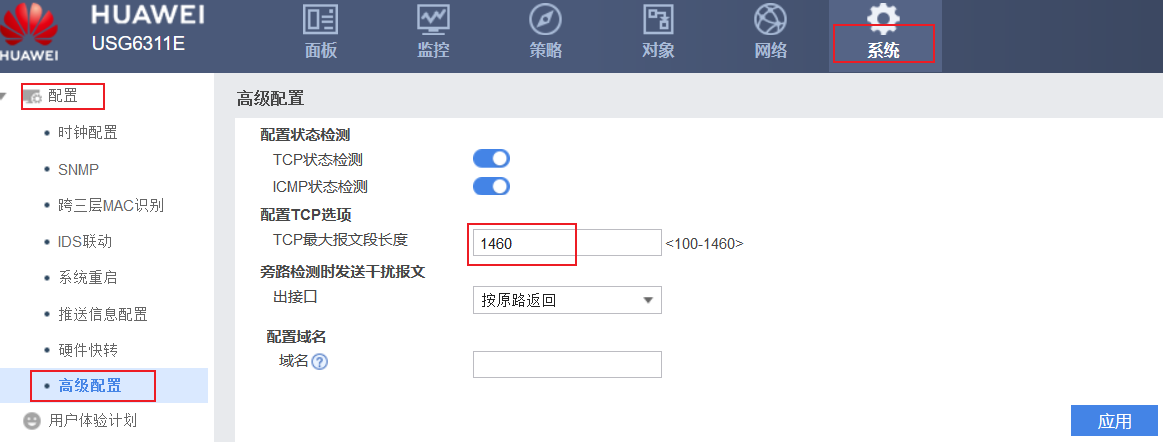 HUAWEI
HUAWEI
USG6311E
面板
监控
策略
对象
网络
系统
配置
时钟配置
SNMP
跨三层MAC识别
IDS联动
系统重启
推送信息配置
硬件快转
高级配置
用户体验计划
高级配置
配置状态检测
TCP状态检测
ICMP状态检测
配置TCP选项
TCP最大报文段长度 1460 <100-1460>
旁路检测时发送干扰报文
出接口 按原路返回
配置域名
域名 ?
应用